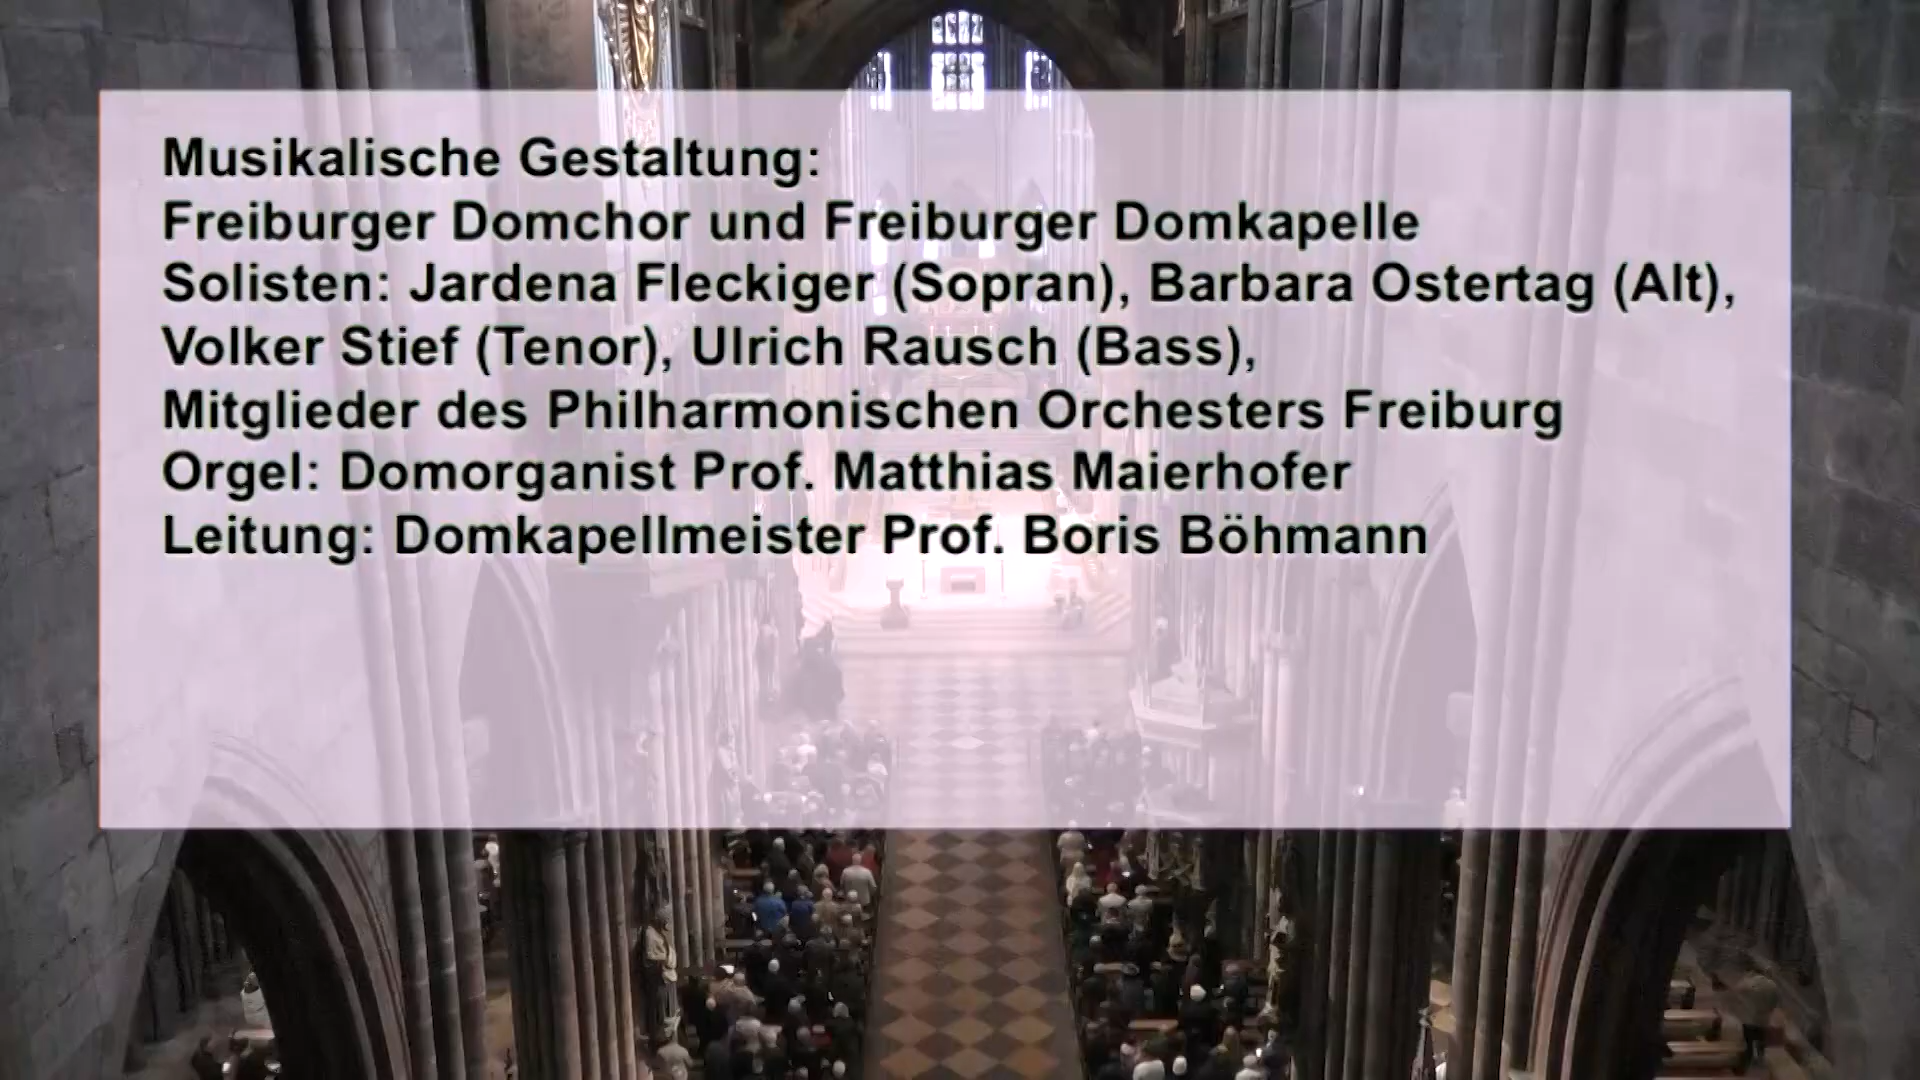 Musikalische Gestaltung:
Freiburger Domchor und Freiburger Domkapelle
Solisten: Jardena Fleckiger (Sopran), Barbara Ostertag (Alt),
Volker Stief (Tenor), Ulrich Rausch (Bass),
Mitglieder des Philharmonischen Orchesters Freiburg
Orgel: Domorganist Prof. Matthias Maierhofer
Leitung: Domkapellmeister Prof. Boris Böhmann